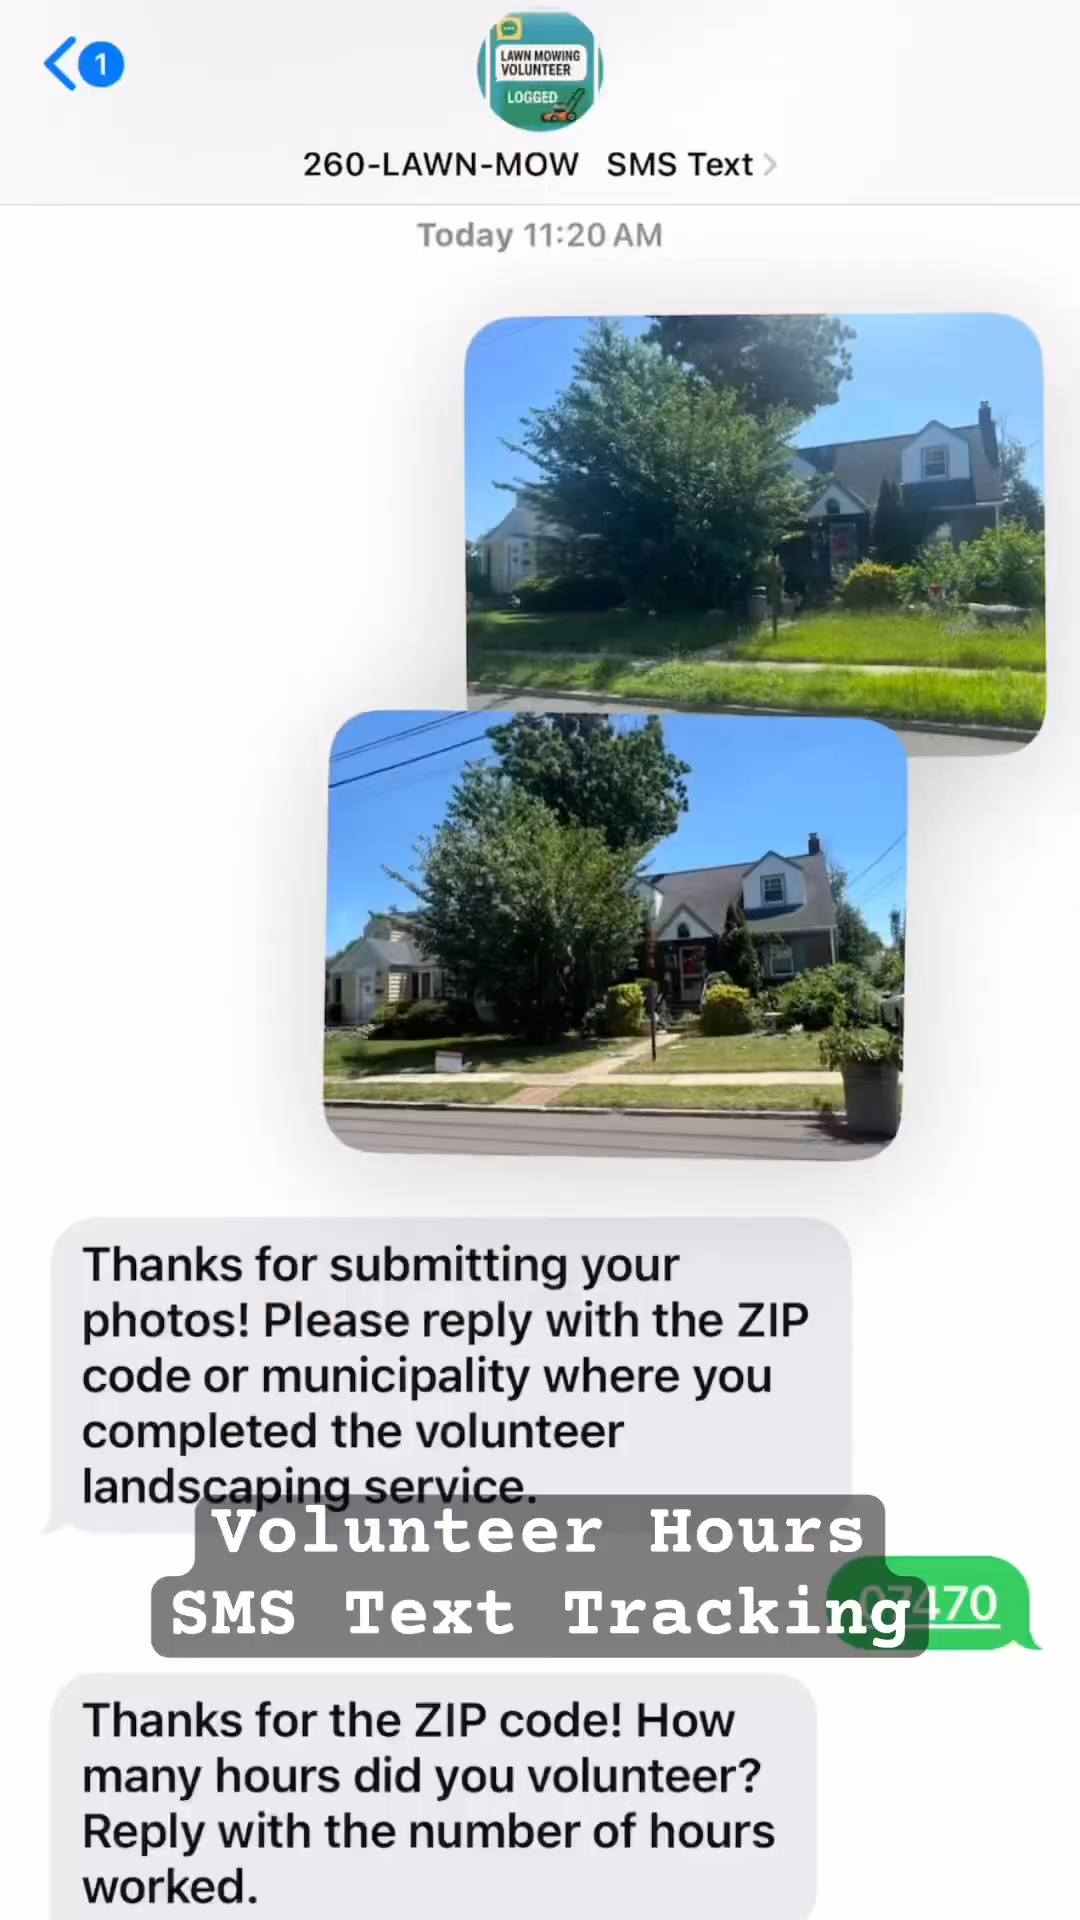 1
LAWN MOWING
VOLUNTEER
LOGGED
260-LAWN-MOW SMS Text
Today 11:20 AM
Thanks for submitting your
photos! Please reply with the ZIP
code or municipality where you
completed the volunteer
landscaping service.
Volunteer Hours
SMS Text Tracking
07470
Thanks for the ZIP code! How
many hours did you volunteer?
Reply with the number of hours
worked.